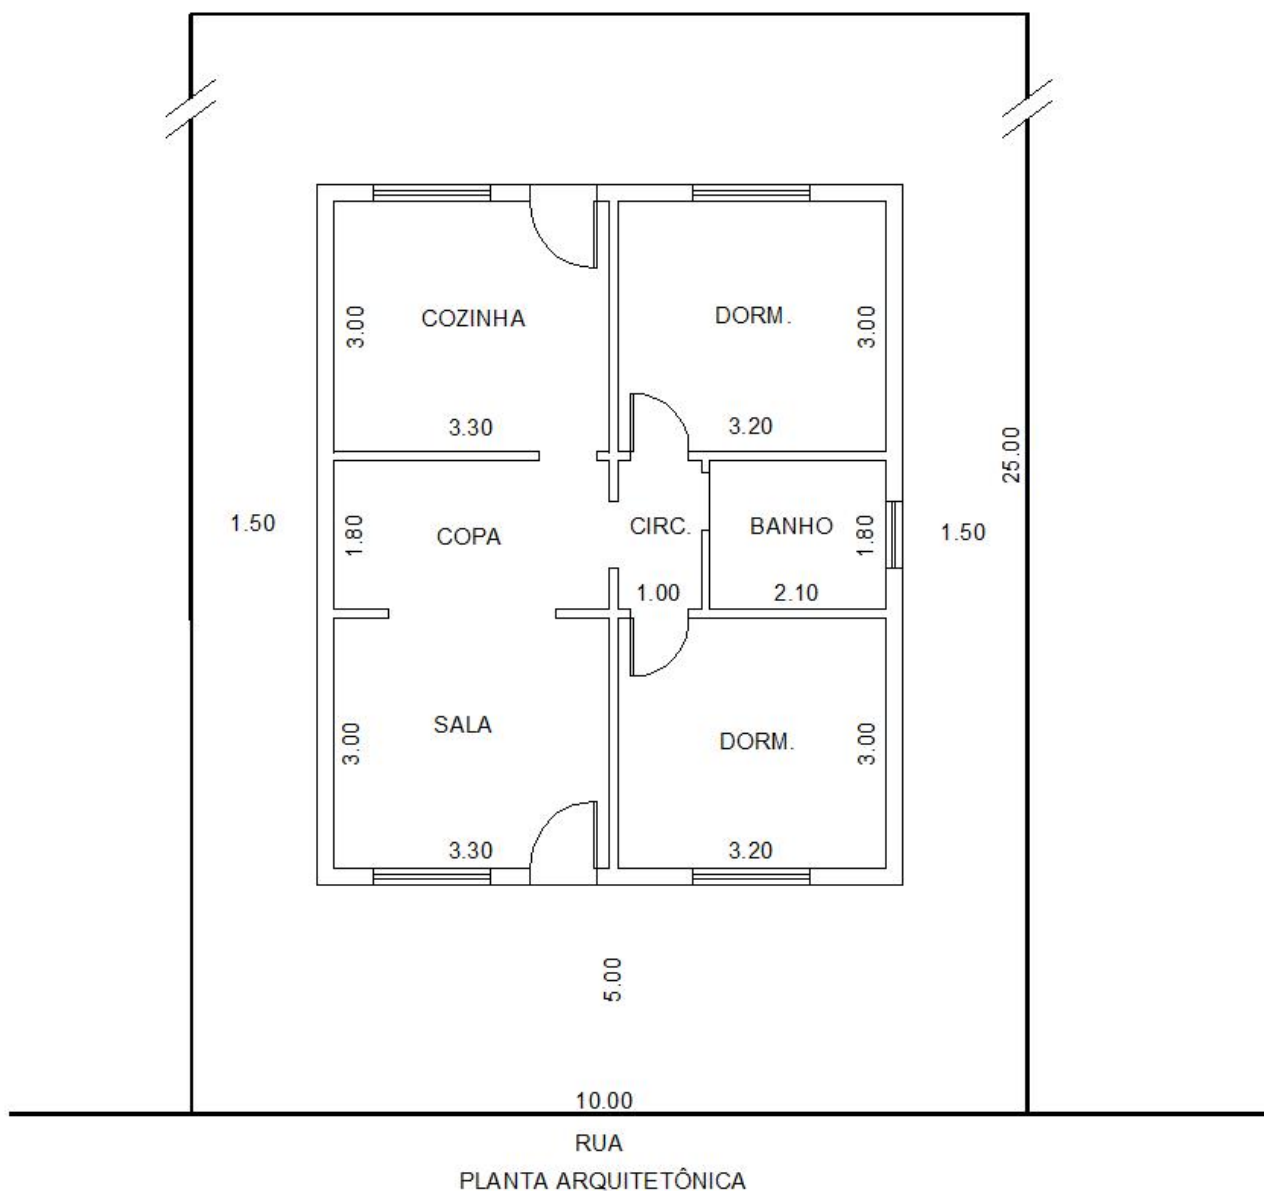 COZINHA
3.00
3.30
DORM.
3.00
3.20
25.00
1.50
1.80
COPA
CIRC.
1.00
BANHO
1.80
2.10
1.50
SALA
3.00
3.30
DORM.
3.00
3.20
5.00
10.00
RUA
PLANTA ARQUITETÔNICA